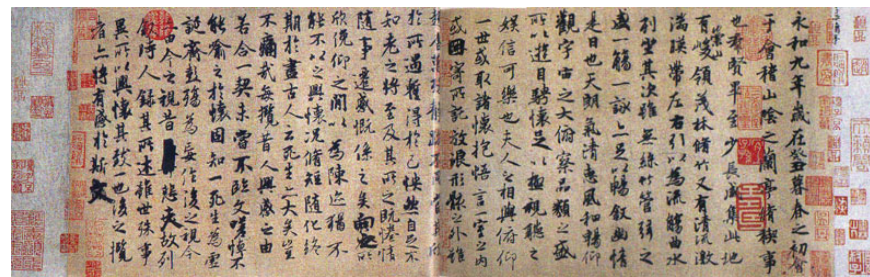 永和九年歲在癸丑暮春之初會
于會稽山陰之蘭亭脩稧事
也羣賢畢至少長咸集此地
有崇山峻領茂林脩竹又有清流激
湍暎帶左右引以為流觴曲水
列坐其次雖無絲竹管弦之
盛一觴一詠亦足以暢敘幽情
是日也天朗氣清惠風和暢仰
觀宇宙之大俯察品類之盛
所以遊目騁懷足以極視聽之
娛信可樂也夫人之相與俯仰
一世或取諸懷抱悟言一室之內
或因寄所託放浪形骸之外雖
靜躁不同
於所遇蹔得於己怏然自足不
知老之將至及其所之既惓情
隨事遷感慨係之矣向之所
欣俛仰之間以為陳迹猶不
能不以之興懷況脩短隨化終
期於盡古人云死生亦大矣豈
不痛哉每攬昔人興感之由
若合一契未嘗不臨文嗟悼不
能喻之於懷固知一死生為虛
誕齊彭殤為妄作後之視今
亦由今之視昔悲夫故列
敘時人錄其所述雖世殊事
異所以興懷其致一也後之攬
者亦將有感於斯文